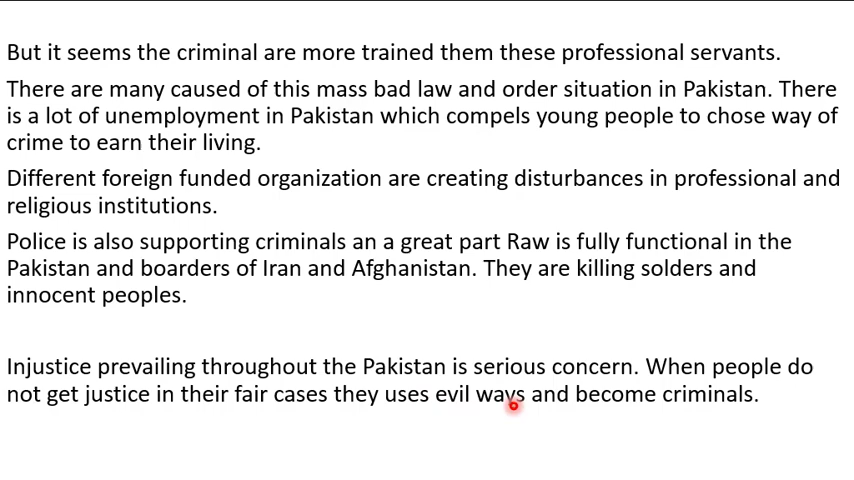 But it seems the criminal are more trained them these professional servants.
There are many caused of this mass bad law and order situation in Pakistan. There
is a lot of unemployment in Pakistan which compels young people to chose way of
crime to earn their living.
Different foreign funded organization are creating disturbances in professional and
religious institutions.
Police is also supporting criminals an a great part Raw is fully functional in the
Pakistan and boarders of Iran and Afghanistan. They are killing solders and
innocent peoples.
Injustice prevailing throughout the Pakistan is serious concern. When people do
not get justice in their fair cases they uses evil ways and become criminals.